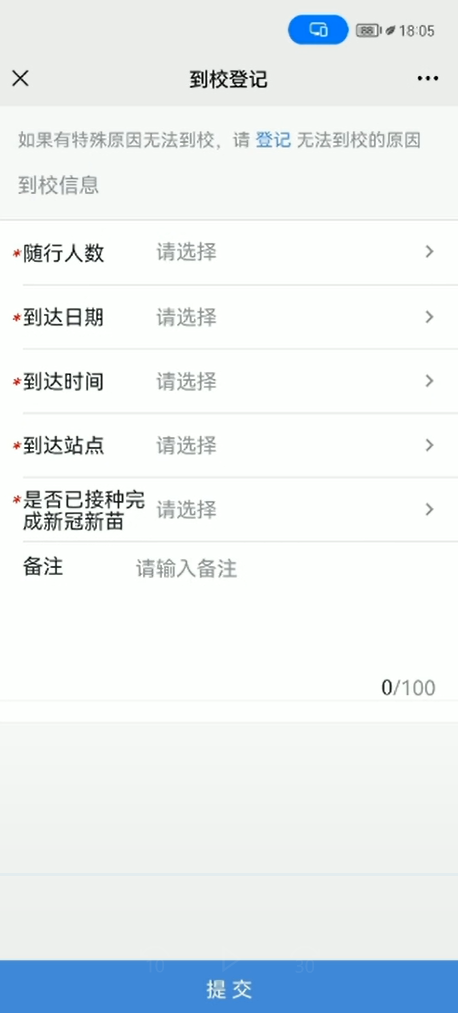 88 18:05
到校登记
如果有特殊原因无法到校，请 登记 无法到校的原因
到校信息
*随行人数 请选择
*到达日期 请选择
*到达时间 请选择
*到达站点 请选择
*是否已接种完 请选择
成新冠新苗
备注 请输入备注
0/100
10 30
提交